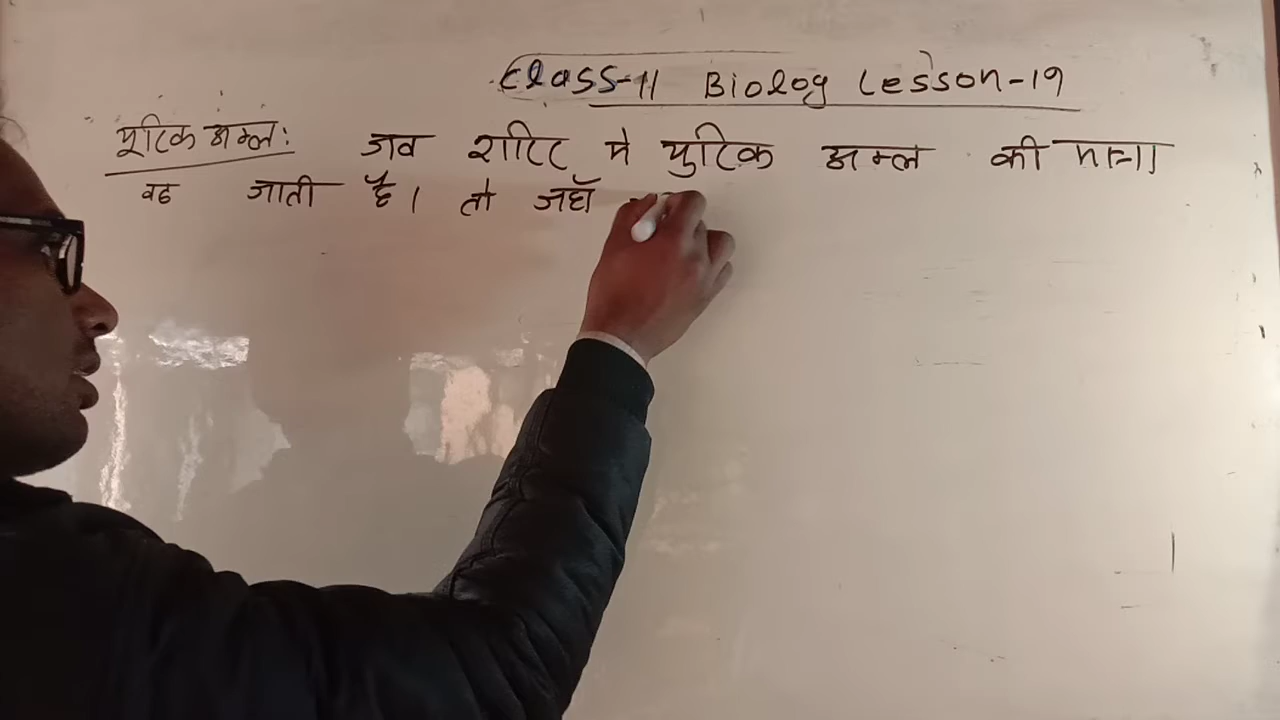 Class-11 Biology Lesson-19
यूरिक अम्ल: जब शरीर मे युरिक अम्ल की मात्रा
बढ जाती है। तो जहाँ